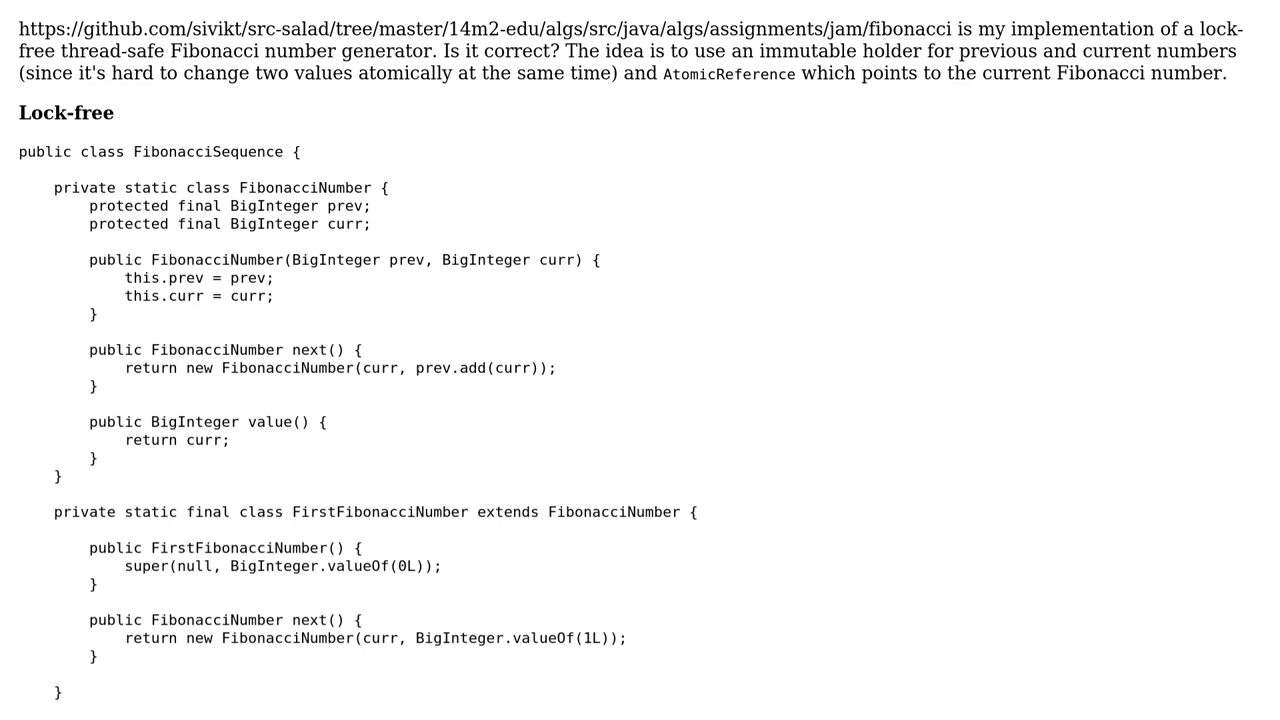 https://github.com/sivikt/src-salad/tree/master/14m2-edu/algs/src/java/algs/assignments/jam/fibonacci is my implementation of a lock-
free thread-safe Fibonacci number generator. Is it correct? The idea is to use an immutable holder for previous and current numbers
(since it's hard to change two values atomically at the same time) and AtomicReference which points to the current Fibonacci number.
Lock-free
public class FibonacciSequence {
    private static class FibonacciNumber {
        protected final BigInteger prev;
        protected final BigInteger curr;
        public FibonacciNumber(BigInteger prev, BigInteger curr) {
            this.prev = prev;
            this.curr = curr;
        }
        public FibonacciNumber next() {
            return new FibonacciNumber(curr, prev.add(curr));
        }
        public BigInteger value() {
            return curr;
        }
    }
    private static final class FirstFibonacciNumber extends FibonacciNumber {
        public FirstFibonacciNumber() {
            super(null, BigInteger.valueOf(0L));
        }
        public FibonacciNumber next() {
            return new FibonacciNumber(curr, BigInteger.valueOf(1L));
        }
    }